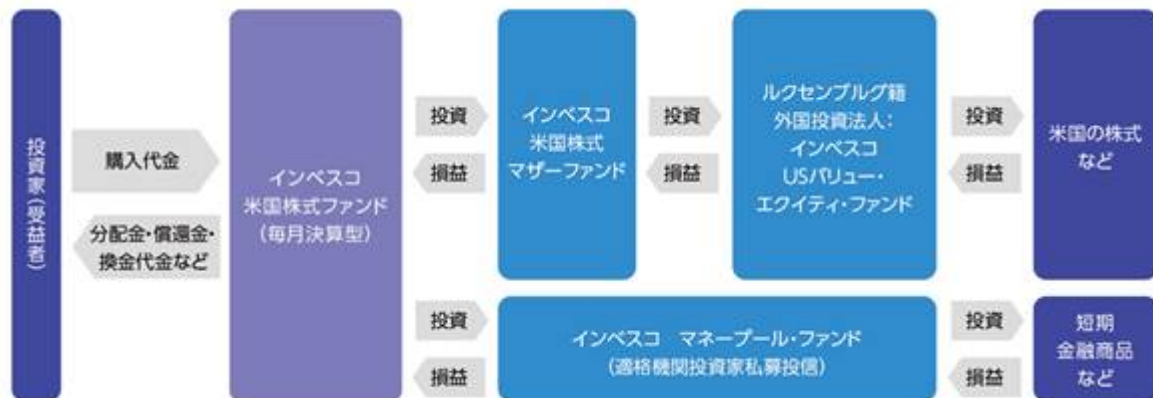 投資家(受益者)
購入代金
分配金・償還金・
換金代金など
インベスコ
米国株式ファンド
(毎月決算型)
投資
損益
インベスコ
米国株式
マザーファンド
投資
損益
ルクセンブルグ籍
外国投資法人:
インベスコ
USバリュー・
エクイティ・ファンド
投資
損益
米国の株式
など
投資
損益
インベスコ　マネープール・ファンド
(適格機関投資家私募投信)
投資
損益
短期
金融商品
など